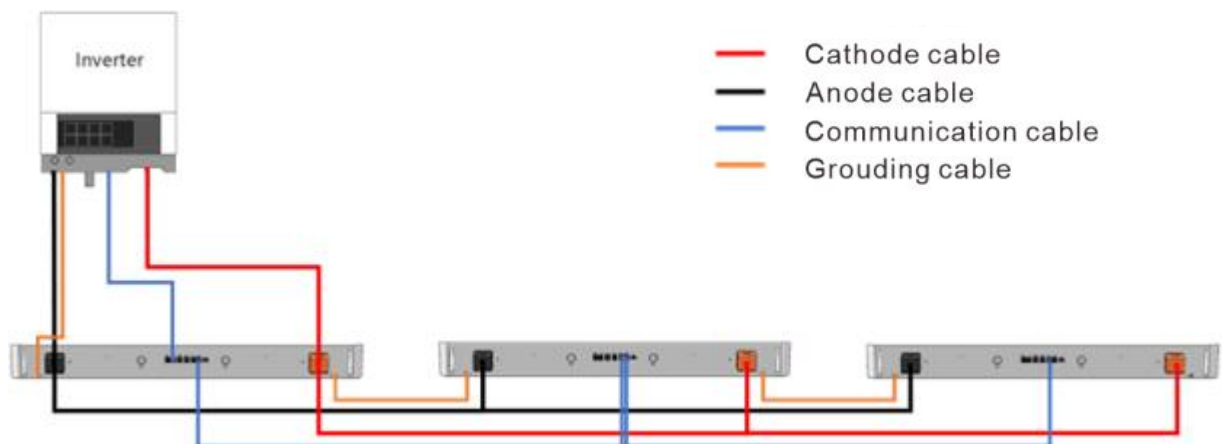 Inverter
Cathode cable
Anode cable
Communication cable
Grouding cable